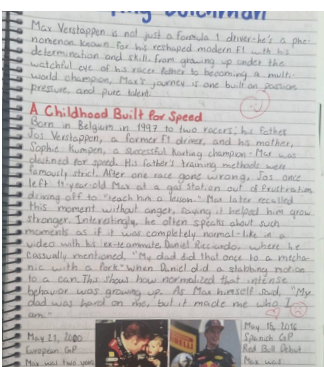 Dutchman
Max Verstappen is not just a formula 1 driver-he's a phe-
nomenon known for his reshaped modern F1 with his
determination and skill. From growing up under the
watchful eye of his racer father to becoming a multi-
world champion, Max's journey is one built on passion
pressure, and pure talent.
A Childhood Built for Speed
Born in Belgium in 1997 to two racers, his father
Jos Verstappen, a former F1 driver, and his mother,
Sophie Kumpen, a successful karting champion- Max was
destined for speed. His father's training methods were
famously strict. After one race gone wrong, Jos once
left -year-old Max at a gas station out of frustration
driving off to "teach him a lesson". Max later recalled
this moment without anger, saying it helped him grow
stronger. Interestingly, he often speaks about such
moments as if it was completely normal- like in a
video with his ex-teammate Daniel Ricciardo, where he
casually mentioned, "My dad did that once to a mecha-
nic with a fork" when Daniel did a stabbing motion
to a can. This shows how normalized that intense
behavior was growing up. As Max himself said, "My
dad was hard on me, but it made me who I
am"
May 21, 2000
European GP
Max was two years
May 15, 2016
Spanish GP
Red Bull Debut
Max was